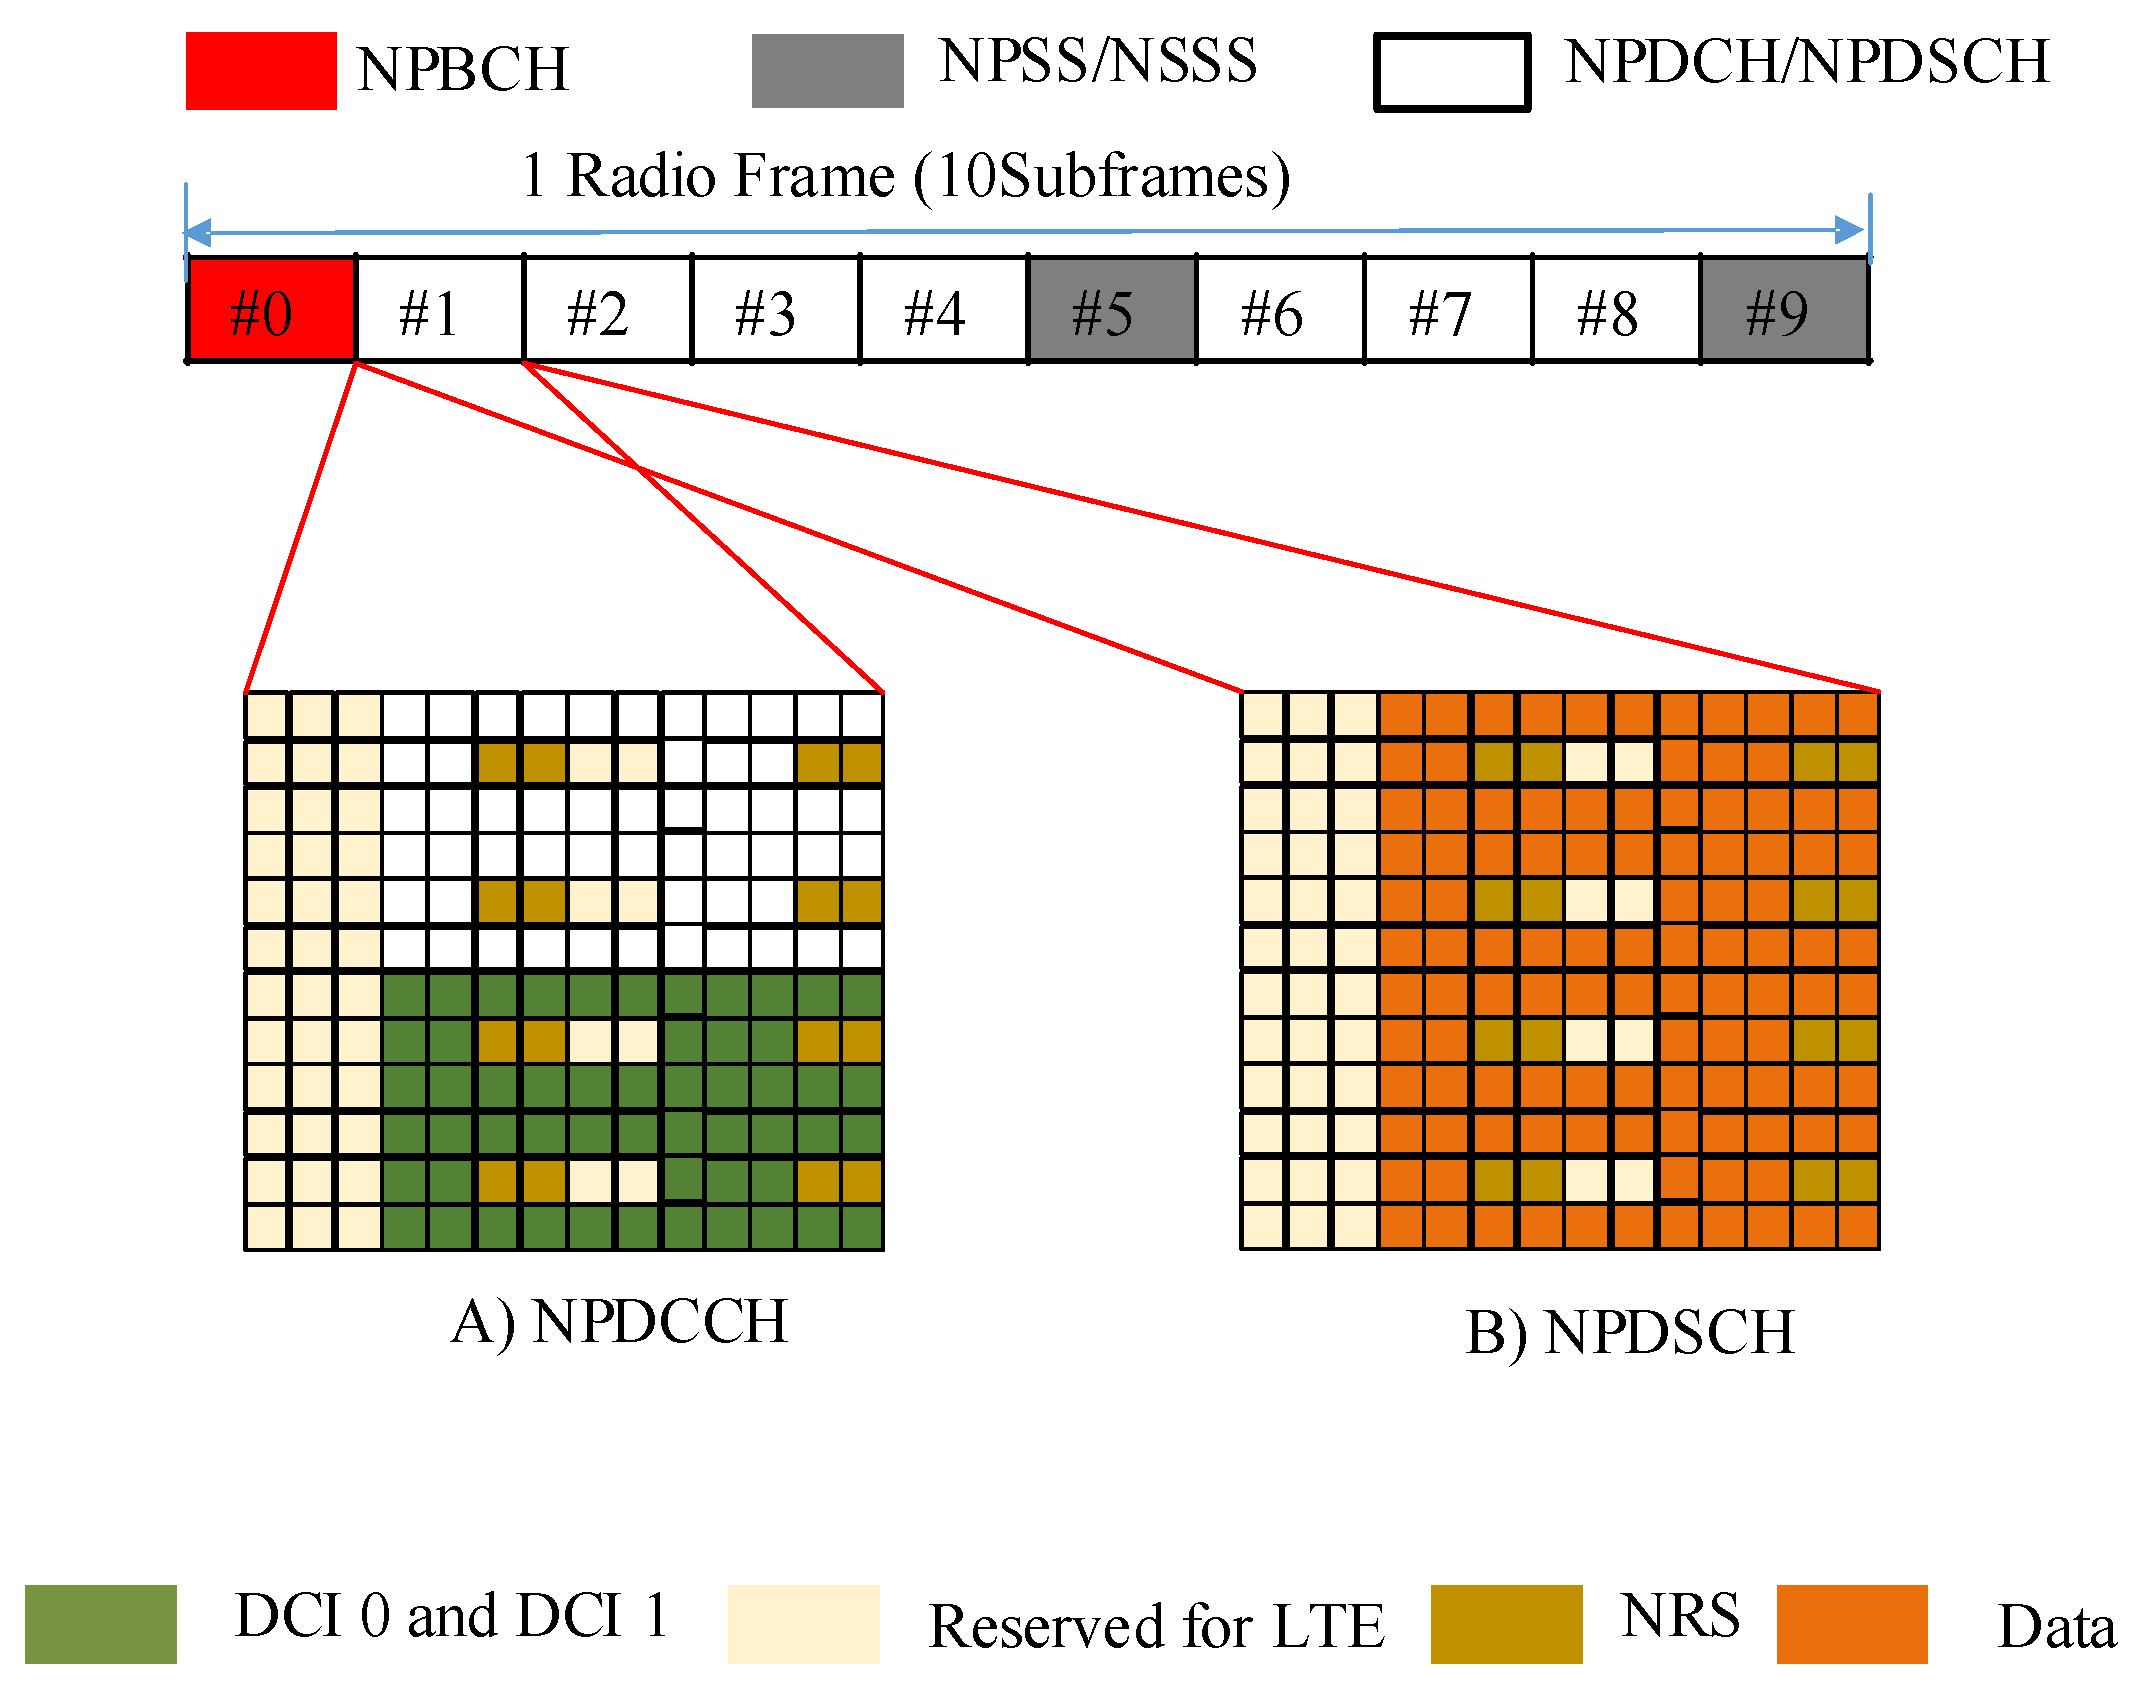 NPBCH
NPSS/NSSS
NPDCH/NPDSCH
1 Radio Frame (10Subframes)
#0 #1 #2 #3 #4 #5 #6 #7 #8 #9
A) NPDCCH
B) NPDSCH
DCI 0 and DCI 1
Reserved for LTE
NRS
Data